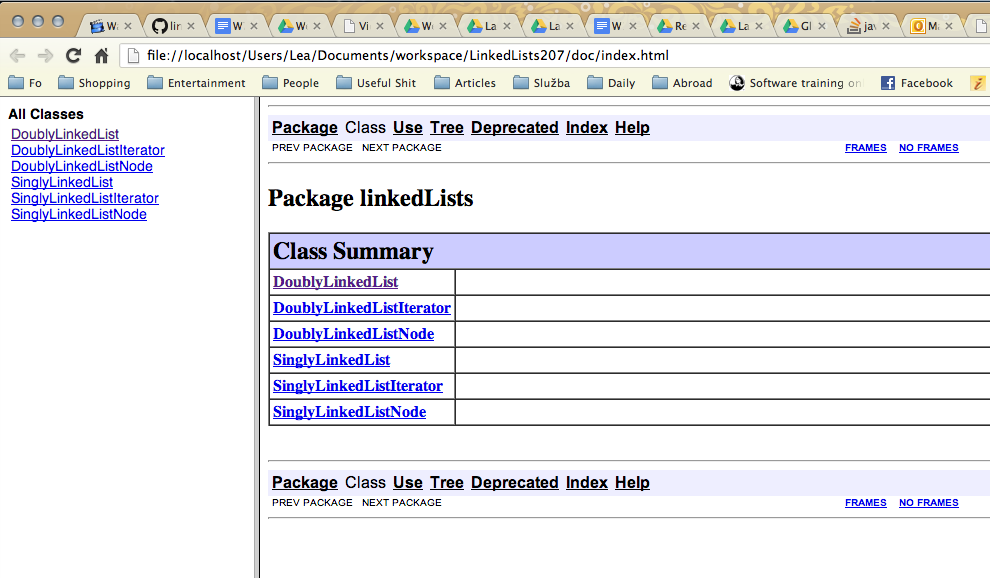 W
lin
W
W
Vi
W
La
La
W
Re
La
Gl
jav
M
file://localhost/Users/Lea/Documents/workspace/LinkedLists207/doc/index.html
Fo Shopping Entertainment People Useful Shit Articles Služba Daily Abroad Software training on Facebook
All Classes
DoublyLinkedList
DoublyLinkedListIterator
DoublyLinkedListNode
SinglyLinkedList
SinglyLinkedListIterator
SinglyLinkedListNode
Package Class Use Tree Deprecated Index Help
PREV PACKAGE NEXT PACKAGE FRAMES NO FRAMES
Package linkedLists
Class Summary
DoublyLinkedList
DoublyLinkedListIterator
DoublyLinkedListNode
SinglyLinkedList
SinglyLinkedListIterator
SinglyLinkedListNode
Package Class Use Tree Deprecated Index Help
PREV PACKAGE NEXT PACKAGE FRAMES NO FRAMES